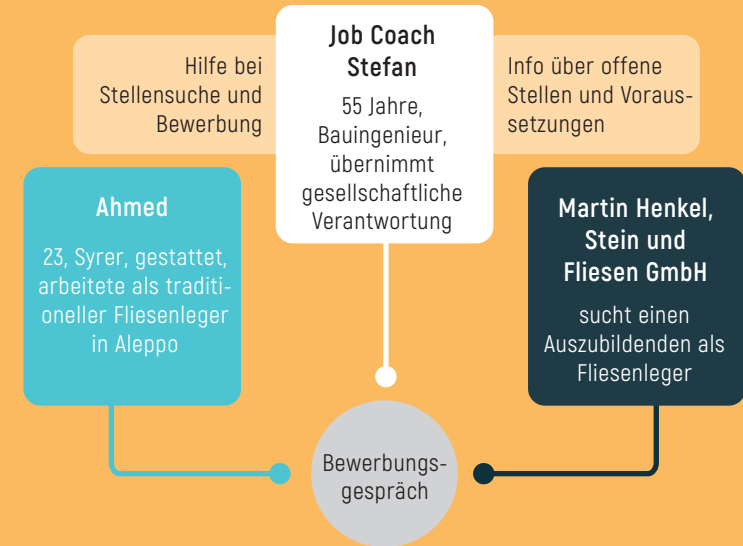 Job Coach
Stefan
55 Jahre,
Bauingenieur,
übernimmt
gesellschaftliche
Verantwortung
Hilfe bei
Stellensuche und
Bewerbung
Info über offene
Stellen und Voraus-
setzungen
Ahmed
23, Syrer, gestattet,
arbeitete als traditi-
oneller Fliesenleger
in Aleppo
Martin Henkel,
Stein und
Fliesen GmbH
sucht einen
Auszubildenden als
Fliesenleger
Bewerbungs-
gespräch